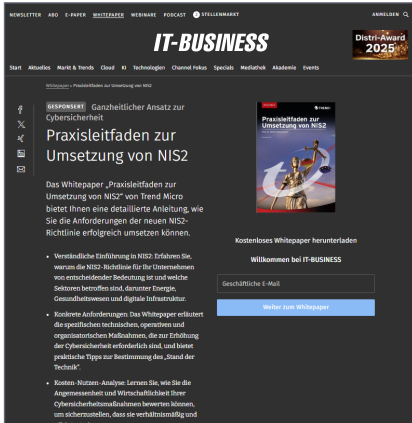 NEWSLETTER ABO E-PAPER WHITEPAPER WEBINARE PODCAST STELLENMARKT ANMELDEN
IT-BUSINESS
Distri-Award
2025
Start Aktuelles Markt & Trends Cloud KI Technologien Channel Fokus Specials Mediathek Akademie Events
Whitepaper › Praxisleitfaden zur Umsetzung von NIS2
GESPONSERT Ganzheitlicher Ansatz zur
Cybersicherheit
Praxisleitfaden zur
Umsetzung von NIS2
Das Whitepaper „Praxisleitfaden zur
Umsetzung von NIS2“ von Trend Micro
bietet Ihnen eine detaillierte Anleitung, wie
Sie die Anforderungen der neuen NIS2-
Richtlinie erfolgreich umsetzen können.
• Verständliche Einführung in NIS2: Erfahren Sie,
warum die NIS2-Richtlinie für Ihr Unternehmen
von entscheidender Bedeutung ist und welche
Sektoren betroffen sind, darunter Energie,
Gesundheitswesen und digitale Infrastruktur.
• Konkrete Anforderungen: Das Whitepaper erläutert
die spezifischen technischen, operativen und
organisatorischen Maßnahmen, die zur Erhöhung
der Cybersicherheit erforderlich sind, und bietet
praktische Tipps zur Bestimmung des „Stand der
Technik“.
• Kosten-Nutzen-Analyse: Lernen Sie, wie Sie die
Angemessenheit und Wirtschaftlichkeit Ihrer
Cybersicherheitsmaßnahmen bewerten können,
um sicherzustellen, dass sie verhältnismäßig und
Praxisleitfaden zur
Umsetzung von NIS2
Kostenloses Whitepaper herunterladen
Willkommen bei IT-BUSINESS
Geschäftliche E-Mail
Weiter zum Whitepaper